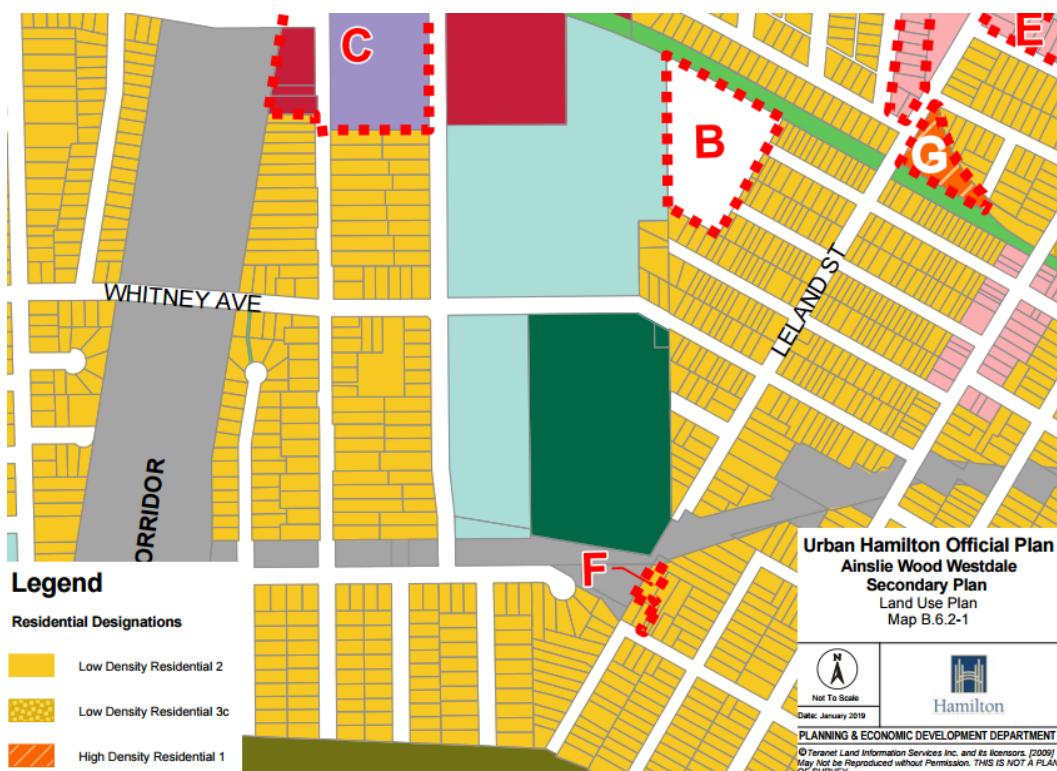 C
E
B
G
WHITNEY AVE
LELAND ST
ORRIDOR
F
Legend
Residential Designations
Low Density Residential 2
Low Density Residential 3c
High Density Residential 1
Urban Hamilton Official Plan
Ainslie Wood Westdale
Secondary Plan
Land Use Plan
Map B.6.2-1
N
Not To Scale
Date: January 2019
Hamilton
PLANNING & ECONOMIC DEVELOPMENT DEPARTMENT
© Teranet Land Information Services Inc. and its licensors. [2009]
May Not be Reproduced without Permission. THIS IS NOT A PLAN
OF SURVEY